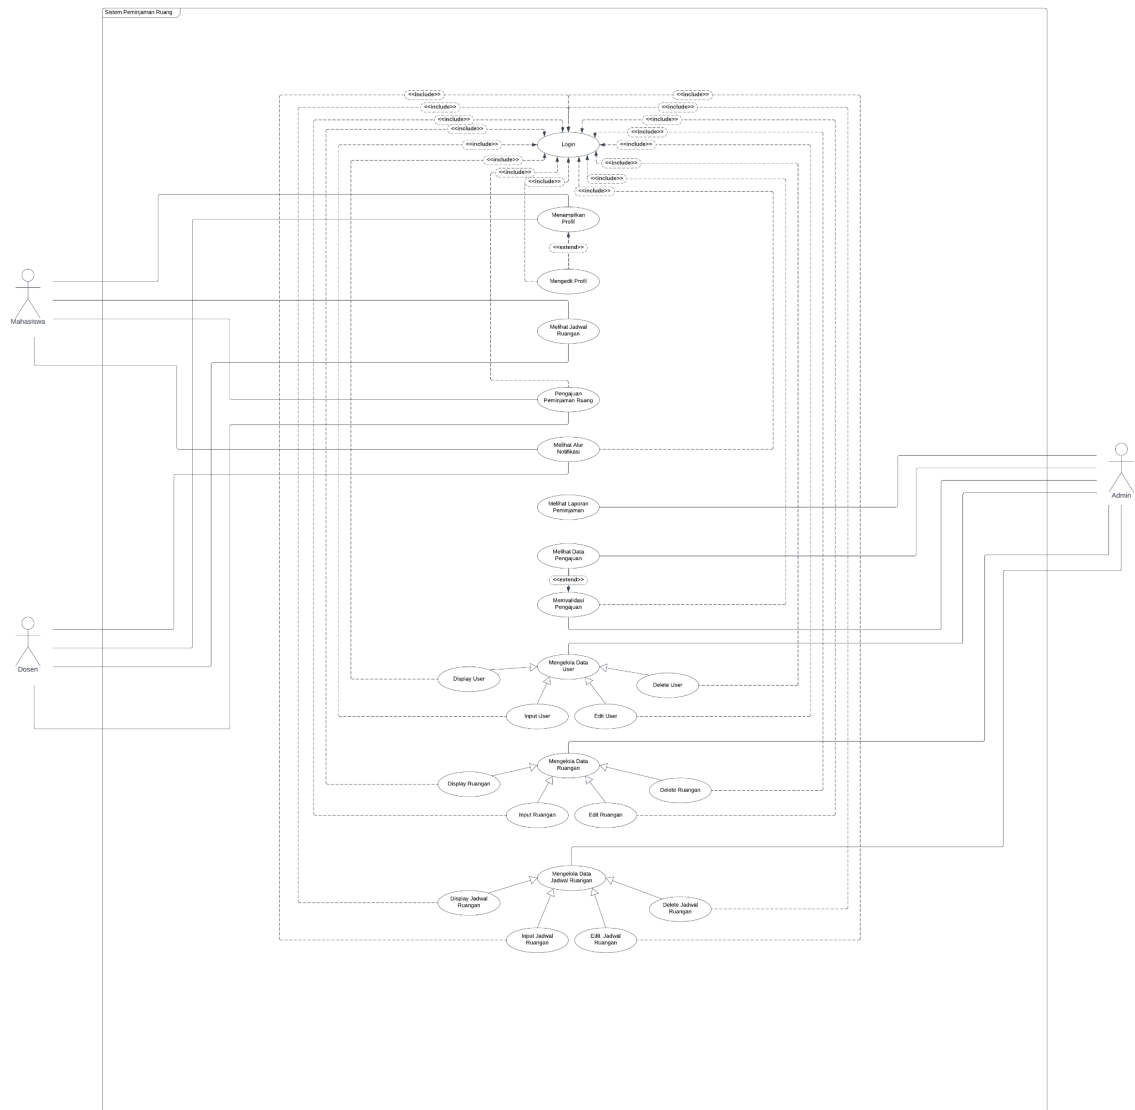 Sistem Peminjaman Ruang
<<include>>
<<include>>
<<include>>
<<include>>
<<include>>
<<include>>
<<include>>
<<include>>
<<include>>
<<include>>
Login
<<include>>
<<include>>
<<include>>
<<include>>
<<include>>
<<include>>
Menampilkan
Profil
<<extend>>
Mengedit Profil
Mahasiswa
Melihat Jadwal
Ruangan
Pengajuan
Peminjaman Ruang
Melihat Alur
Notifikasi
Admin
Melihat Laporan
Peminjaman
Melihat Data
Pengajuan
<<extend>>
Memvalidasi
Pengajuan
Dosen
Mengelola Data
User
Display User
Delete User
Input User
Edit User
Mengelola Data
Ruangan
Display Ruangan
Delete Ruangan
Input Ruangan
Edit Ruangan
Mengelola Data
Jadwal Ruangan
Display Jadwal
Ruangan
Delete Jadwal
Ruangan
Input Jadwal
Ruangan
Edit Jadwal
Ruangan